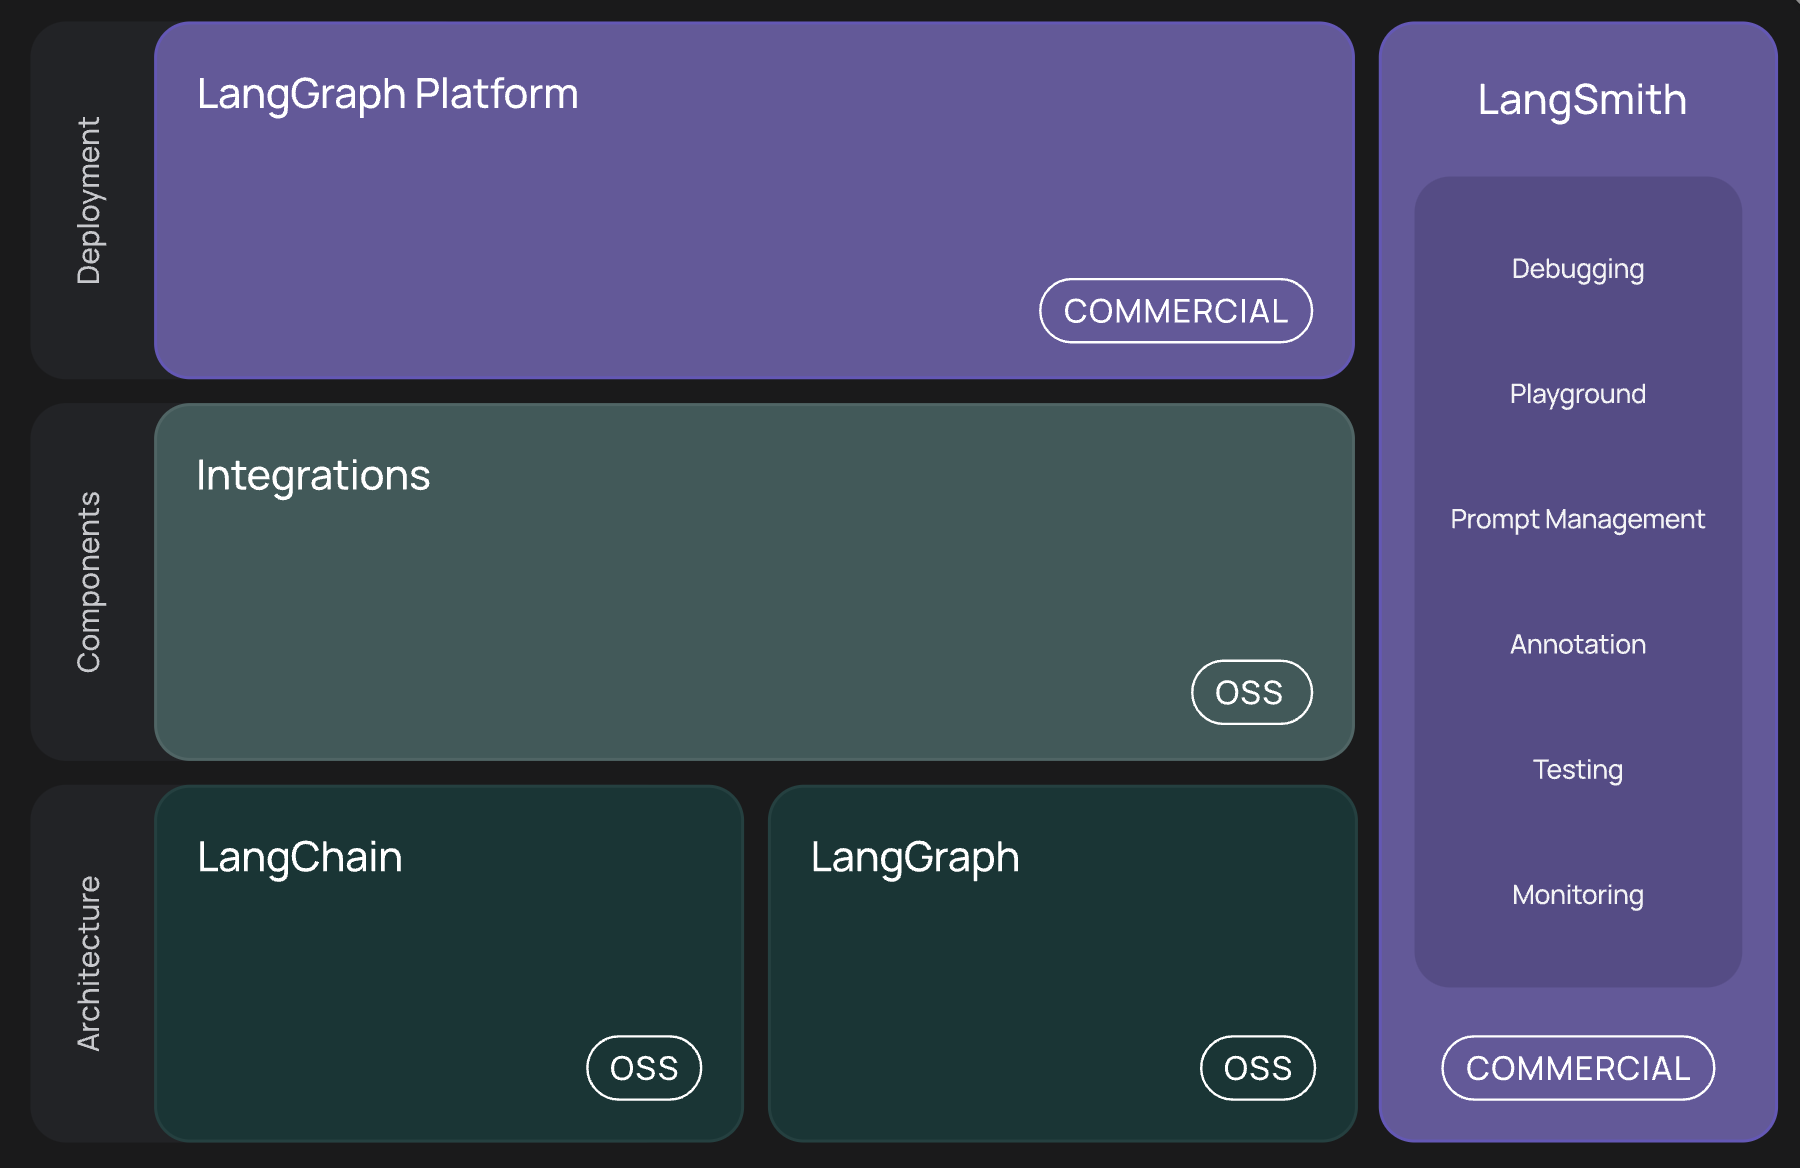 Deployment
LangGraph Platform
COMMERCIAL
Components
Integrations
OSS
Architecture
LangChain
OSS
LangGraph
OSS
LangSmith
Debugging
Playground
Prompt Management
Annotation
Testing
Monitoring
COMMERCIAL